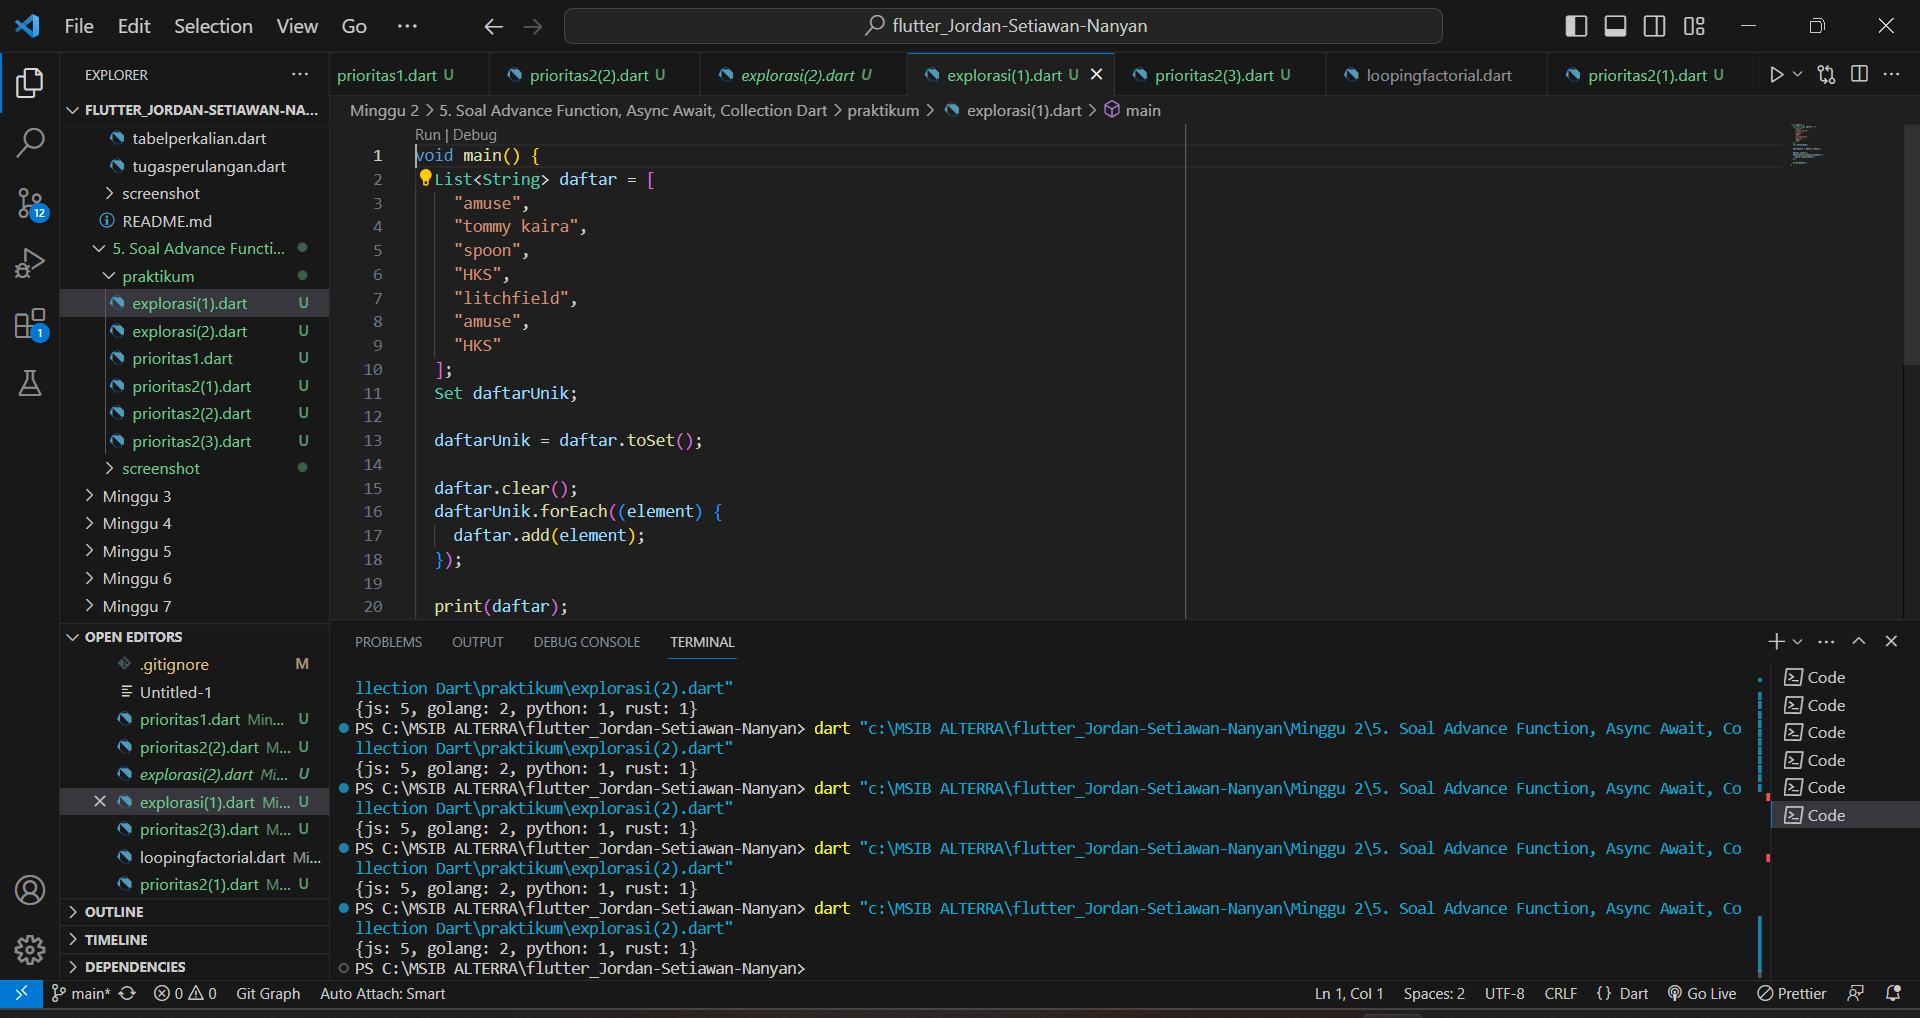 File Edit Selection View Go ··· flutter_Jordan-Setiawan-Nanyan
EXPLORER ···
prioritas1.dart U prioritas2(2).dart U explorasi(2).dart U explorasi(1).dart U prioritas2(3).dart U loopingfactorial.dart prioritas2(1).dart U
FLUTTER_JORDAN-SETIAWAN-NA...
tabelperkalian.dart
tugasperulangan.dart
screenshot
README.md
5. Soal Advance Functi...
praktikum
explorasi(1).dart U
explorasi(2).dart U
prioritas1.dart U
prioritas2(1).dart U
prioritas2(2).dart U
prioritas2(3).dart U
screenshot
Minggu 3
Minggu 4
Minggu 5
Minggu 6
Minggu 7
OPEN EDITORS
.gitignore M
Untitled-1
prioritas1.dart Min... U
prioritas2(2).dart M... U
explorasi(2).dart Mi... U
explorasi(1).dart Mi... U
prioritas2(3).dart M... U
loopingfactorial.dart Mi...
prioritas2(1).dart M... U
OUTLINE
TIMELINE
DEPENDENCIES
12
1
Minggu 2 > 5. Soal Advance Function, Async Await, Collection Dart > praktikum > explorasi(1).dart > main
Run | Debug
1 void main() {
2 List<String> daftar = [
3 "amuse",
4 "tommy kaira",
5 "spoon",
6 "HKS",
7 "litchfield",
8 "amuse",
9 "HKS"
10 ];
11 Set daftarUnik;
12
13 daftarUnik = daftar.toSet();
14
15 daftar.clear();
16 daftarUnik.forEach((element) {
17 daftar.add(element);
18 });
19
20 print(daftar);
PROBLEMS OUTPUT DEBUG CONSOLE TERMINAL
llection Dart\praktikum\explorasi(2).dart"
{js: 5, golang: 2, python: 1, rust: 1}
PS C:\MSIB ALTERRA\flutter_Jordan-Setiawan-Nanyan> dart "c:\MSIB ALTERRA\flutter_Jordan-Setiawan-Nanyan\Minggu 2\5. Soal Advance Function, Async Await, Co
llection Dart\praktikum\explorasi(2).dart"
{js: 5, golang: 2, python: 1, rust: 1}
PS C:\MSIB ALTERRA\flutter_Jordan-Setiawan-Nanyan> dart "c:\MSIB ALTERRA\flutter_Jordan-Setiawan-Nanyan\Minggu 2\5. Soal Advance Function, Async Await, Co
llection Dart\praktikum\explorasi(2).dart"
{js: 5, golang: 2, python: 1, rust: 1}
PS C:\MSIB ALTERRA\flutter_Jordan-Setiawan-Nanyan> dart "c:\MSIB ALTERRA\flutter_Jordan-Setiawan-Nanyan\Minggu 2\5. Soal Advance Function, Async Await, Co
llection Dart\praktikum\explorasi(2).dart"
{js: 5, golang: 2, python: 1, rust: 1}
PS C:\MSIB ALTERRA\flutter_Jordan-Setiawan-Nanyan> dart "c:\MSIB ALTERRA\flutter_Jordan-Setiawan-Nanyan\Minggu 2\5. Soal Advance Function, Async Await, Co
llection Dart\praktikum\explorasi(2).dart"
{js: 5, golang: 2, python: 1, rust: 1}
PS C:\MSIB ALTERRA\flutter_Jordan-Setiawan-Nanyan>
Code
Code
Code
Code
Code
Code
main* 0 0 Git Graph Auto Attach: Smart Ln 1, Col 1 Spaces: 2 UTF-8 CRLF {} Dart Go Live Prettier